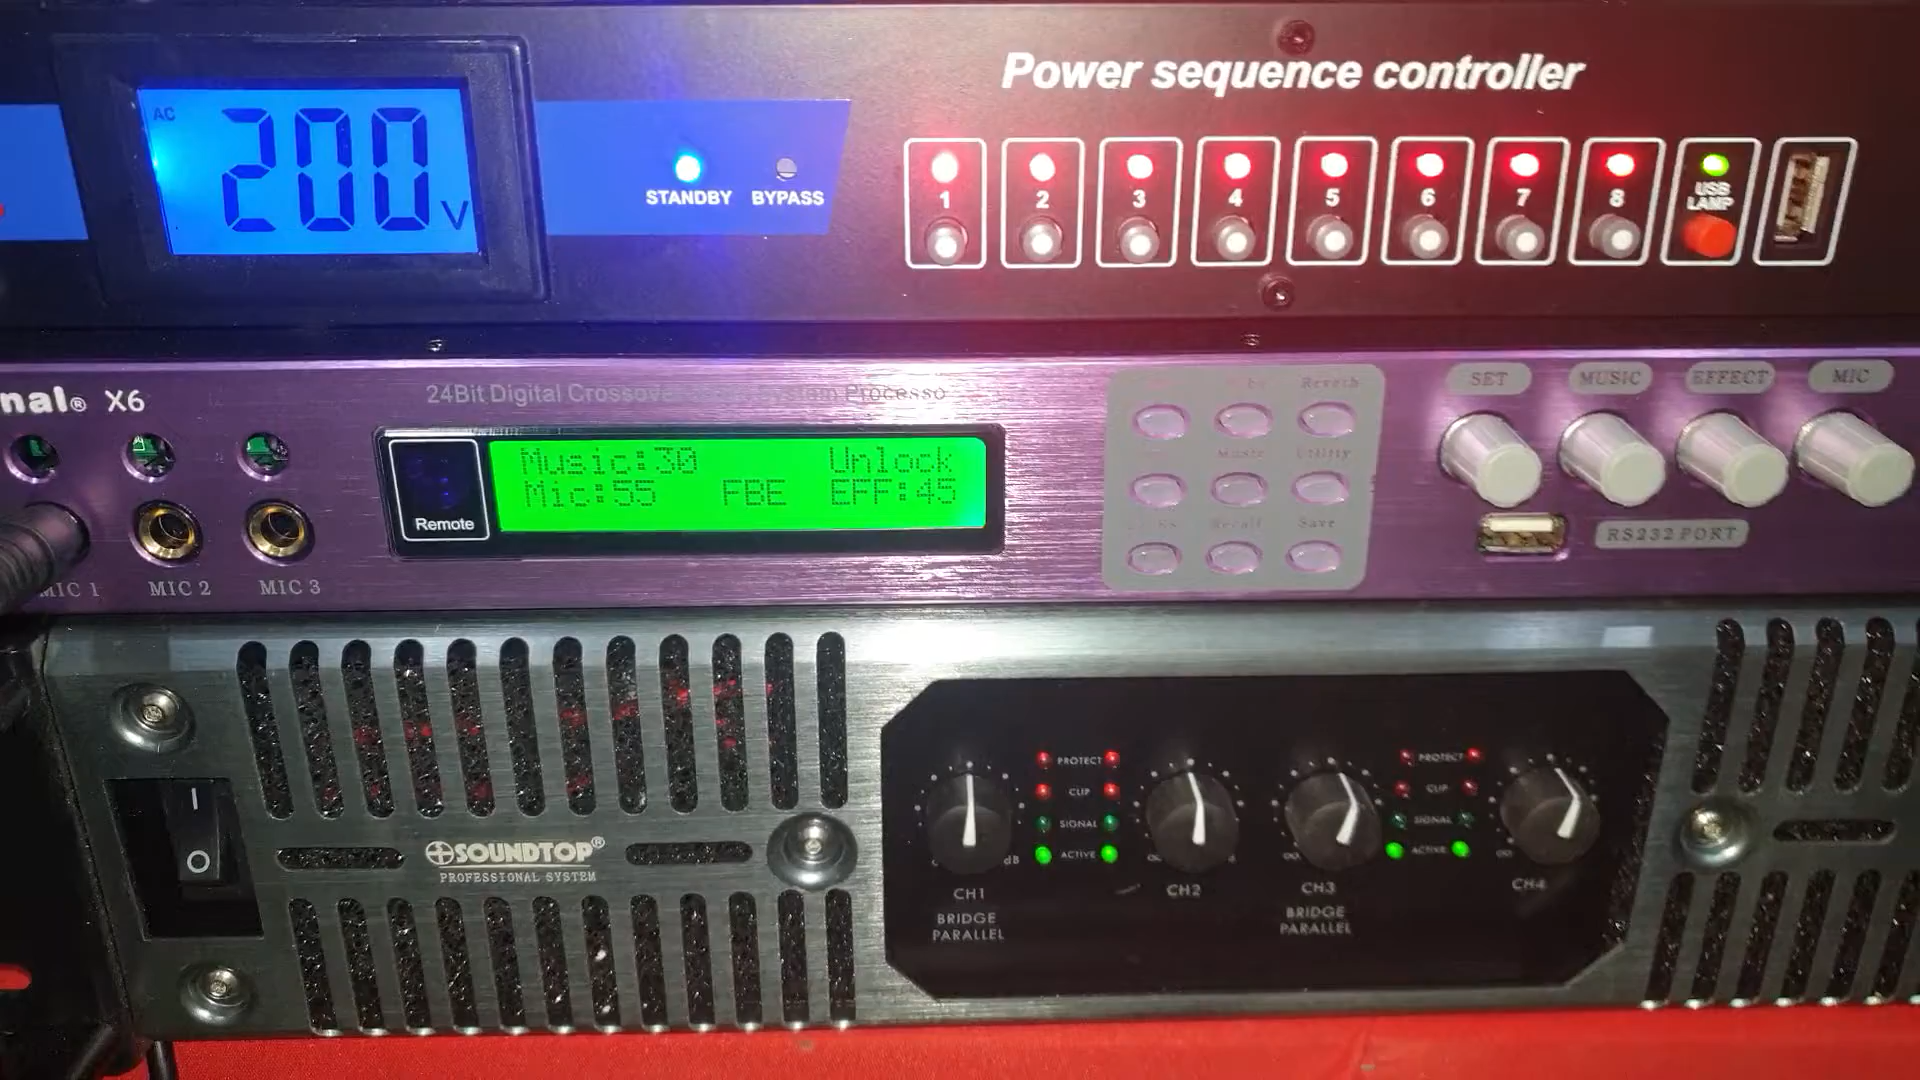 Power sequence controller
AC
200 V
STANDBY BYPASS
1 2 3 4 5 6 7 8 USB
LAMP
nal® X6
24Bit Digital Processo
Reverb
Music Utility
Recall Save
SET MUSIC EFFECT MIC
Music:30 Unlock
Mic:55 FBE EFF:45
Remote
RS232 PORT
MIC 1 MIC 2 MIC 3
PROTECT
CLIP
SIGNAL
ACTIVE
dB
PROTECT
CLIP
SIGNAL
ACTIVE
I
O
SOUNDTOP®
PROFESSIONAL SYSTEM
CH1 CH2 CH3 CH4
BRIDGE
PARALLEL
BRIDGE
PARALLEL